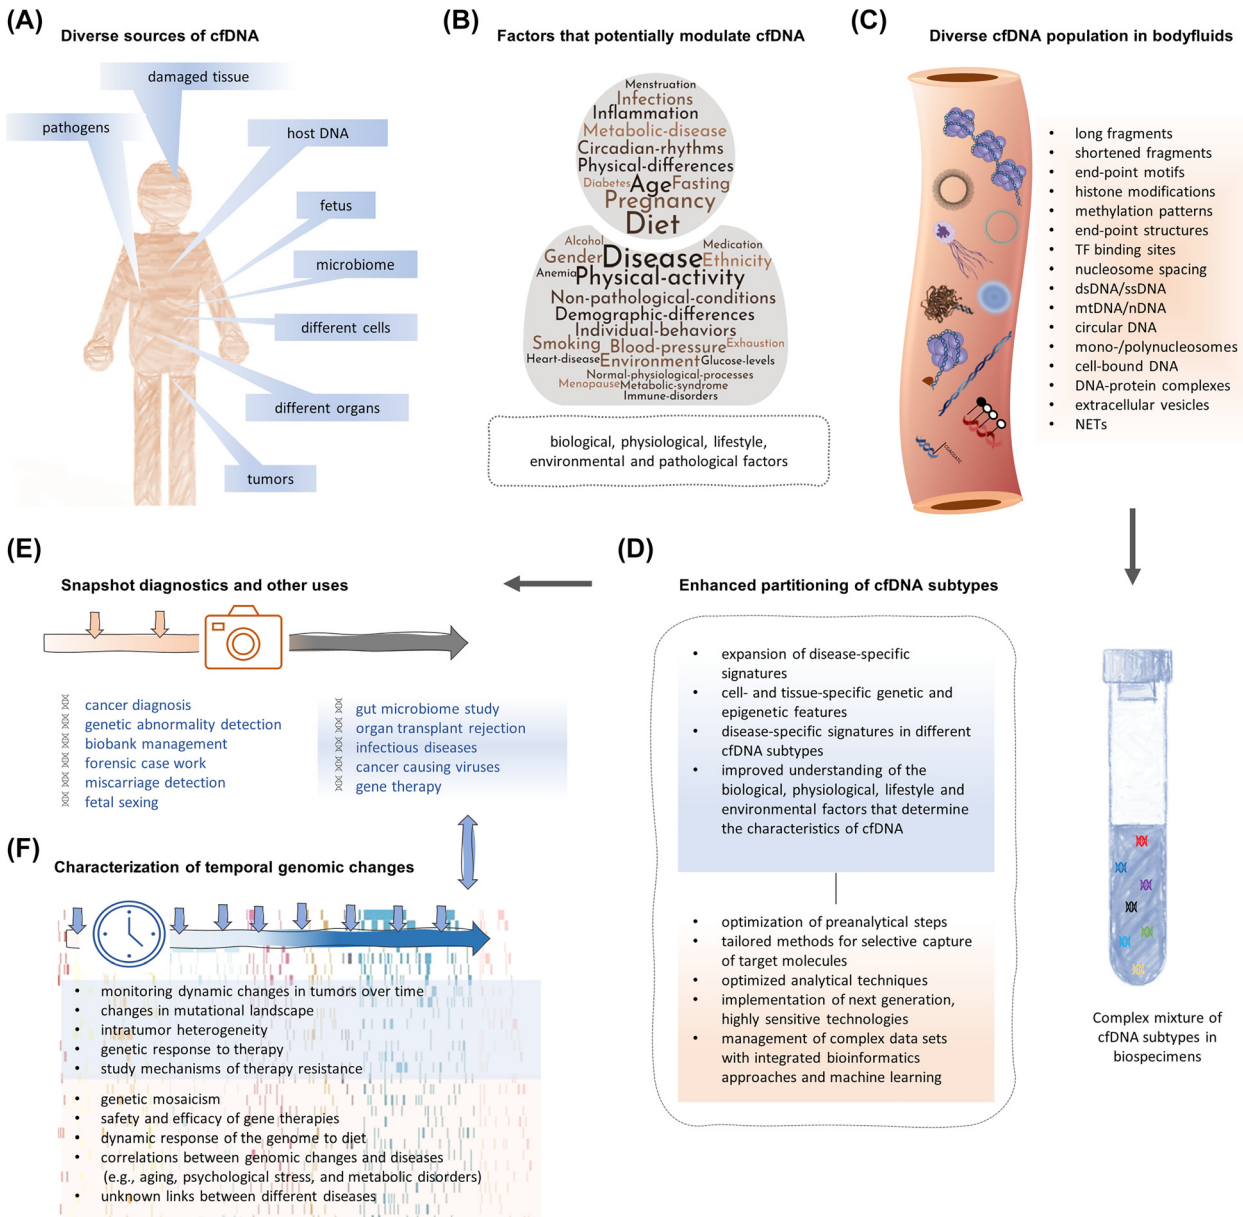 (A)
Diverse sources of cfDNA
damaged tissue
pathogens
host DNA
fetus
microbiome
different cells
different organs
tumors
(B)
Factors that potentially modulate cfDNA
Menstruation
Infections
Inflammation
Metabolic-disease
Circadian-rhythms
Physical-differences
Diabetes Age Fasting
Pregnancy
Diet
Alcohol
Medication
Gender Disease Ethnicity
Anemia Physical-activity
Non-pathological-conditions
Demographic-differences
Individual-behaviors
Smoking Blood-pressure Exhaustion
Heart-disease Environment Glucose-levels
Normal-physiological-processes
Menopause Metabolic-syndrome
Immune-disorders
biological, physiological, lifestyle,
environmental and pathological factors
(C)
Diverse cfDNA population in bodyfluids
• long fragments
• shortened fragments
• end-point motifs
• histone modifications
• methylation patterns
• end-point structures
• TF binding sites
• nucleosome spacing
• dsDNA/ssDNA
• mtDNA/nDNA
• circular DNA
• mono-/polynucleosomes
• cell-bound DNA
• DNA-protein complexes
• extracellular vesicles
• NETs
Complex mixture of
cfDNA subtypes in
biospecimens
(D)
Enhanced partitioning of cfDNA subtypes
• expansion of disease-specific
signatures
• cell- and tissue-specific genetic and
epigenetic features
• disease-specific signatures in different
cfDNA subtypes
• improved understanding of the
biological, physiological, lifestyle and
environmental factors that determine
the characteristics of cfDNA
• optimization of preanalytical steps
• tailored methods for selective capture
of target molecules
• optimized analytical techniques
• implementation of next generation,
highly sensitive technologies
• management of complex data sets
with integrated bioinformatics
approaches and machine learning
(E)
Snapshot diagnostics and other uses
cancer diagnosis
genetic abnormality detection
biobank management
forensic case work
miscarriage detection
fetal sexing
gut microbiome study
organ transplant rejection
infectious diseases
cancer causing viruses
gene therapy
(F)
Characterization of temporal genomic changes
• monitoring dynamic changes in tumors over time
• changes in mutational landscape
• intratumor heterogeneity
• genetic response to therapy
• study mechanisms of therapy resistance
• genetic mosaicism
• safety and efficacy of gene therapies
• dynamic response of the genome to diet
• correlations between genomic changes and diseases
(e.g., aging, psychological stress, and metabolic disorders)
• unknown links between different diseases